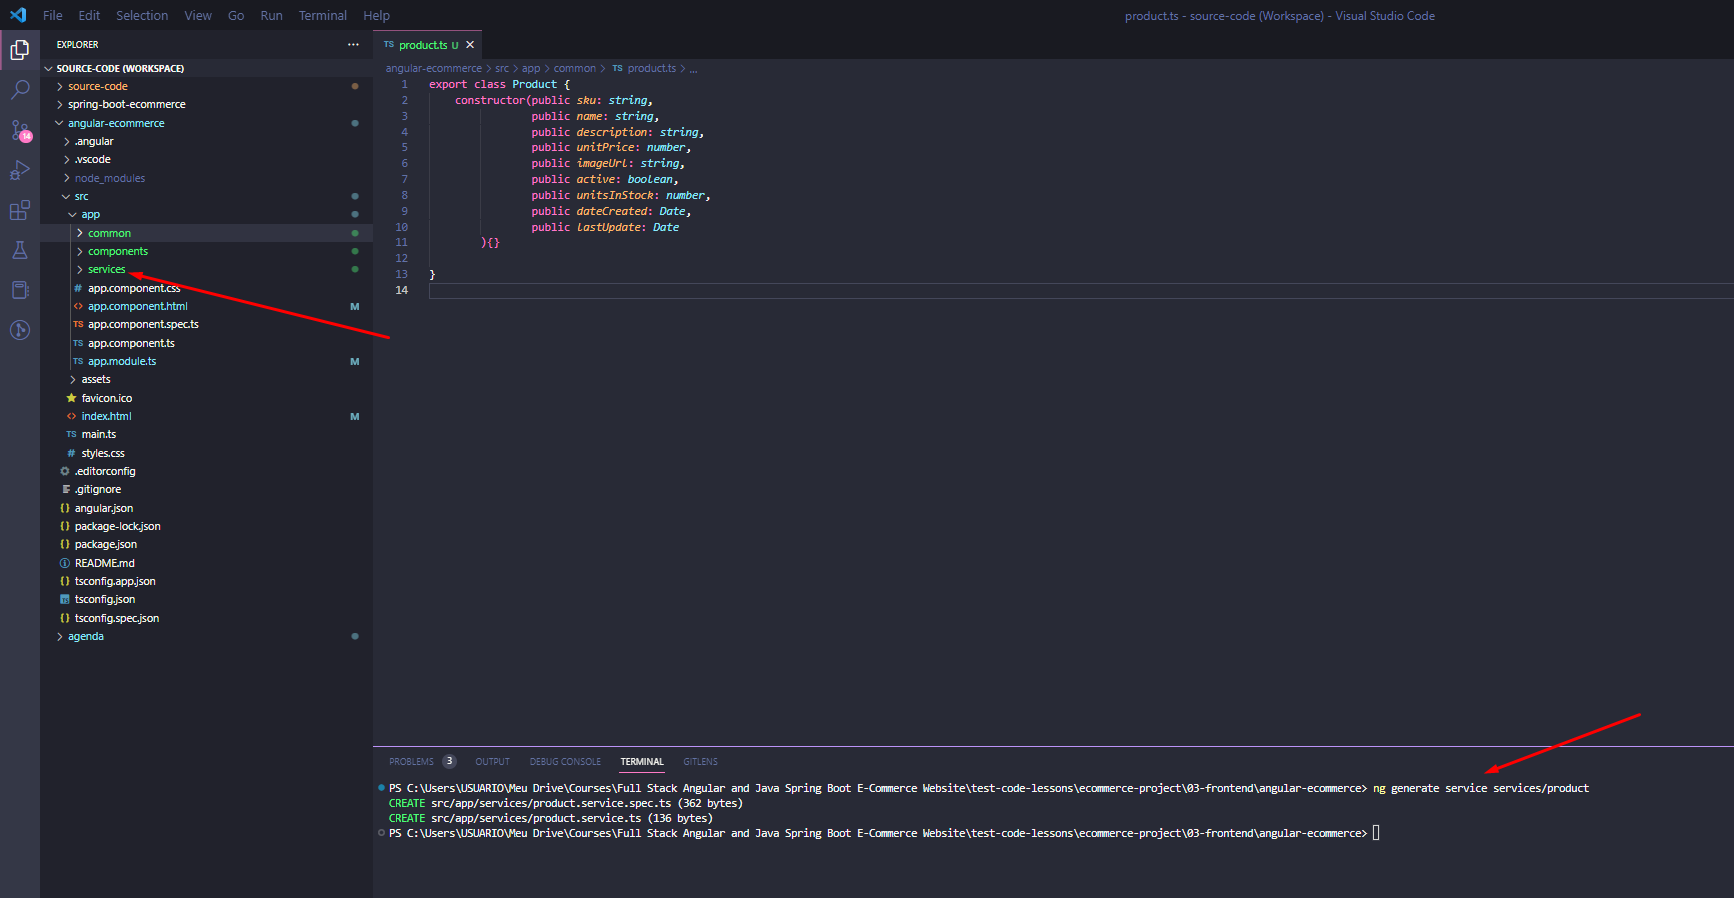 File Edit Selection View Go Run Terminal Help
product.ts - source-code (Workspace) - Visual Studio Code
EXPLORER
TS product.ts U
SOURCE-CODE (WORKSPACE)
source-code
spring-boot-ecommerce
angular-ecommerce
.angular
.vscode
node_modules
src
app
common
components
services
# app.component.css
<> app.component.html M
TS app.component.spec.ts
TS app.component.ts
TS app.module.ts M
assets
favicon.ico
<> index.html M
TS main.ts
# styles.css
.editorconfig
.gitignore
{} angular.json
{} package-lock.json
{} package.json
README.md
{} tsconfig.app.json
tsconfig.json
{} tsconfig.spec.json
agenda
14
angular-ecommerce > src > app > common > TS product.ts > ...
1 export class Product {
2 constructor(public sku: string,
3 public name: string,
4 public description: string,
5 public unitPrice: number,
6 public imageUrl: string,
7 public active: boolean,
8 public unitsInStock: number,
9 public dateCreated: Date,
10 public lastUpdate: Date
11 ){}
12
13 }
14
PROBLEMS 3 OUTPUT DEBUG CONSOLE TERMINAL GITLENS
PS C:\Users\USUARIO\Meu Drive\Courses\Full Stack Angular and Java Spring Boot E-Commerce Website\test-code-lessons\ecommerce-project\03-frontend\angular-ecommerce> ng generate service services/product
CREATE src/app/services/product.service.spec.ts (362 bytes)
CREATE src/app/services/product.service.ts (136 bytes)
PS C:\Users\USUARIO\Meu Drive\Courses\Full Stack Angular and Java Spring Boot E-Commerce Website\test-code-lessons\ecommerce-project\03-frontend\angular-ecommerce>